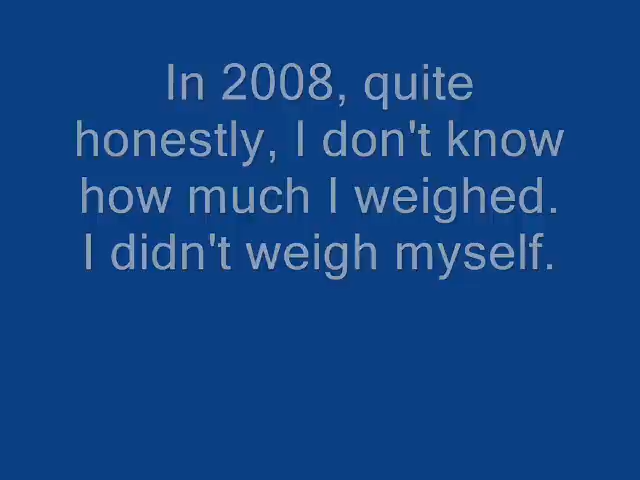 In 2008, quite
honestly, I don't know
how much I weighed.
I didn't weigh myself.